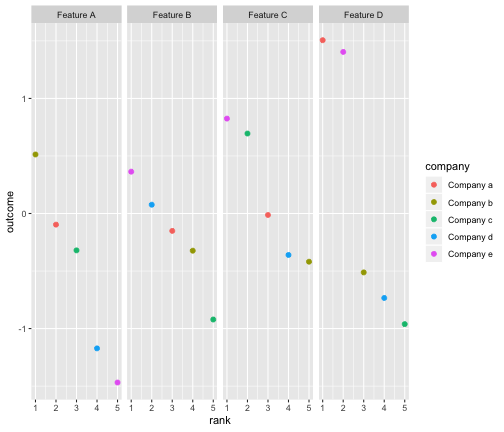 Feature A Feature B Feature C Feature D
outcome
1
0
-1
1 2 3 4 5 1 2 3 4 5 1 2 3 4 5 1 2 3 4 5
rank
company
Company a
Company b
Company c
Company d
Company e